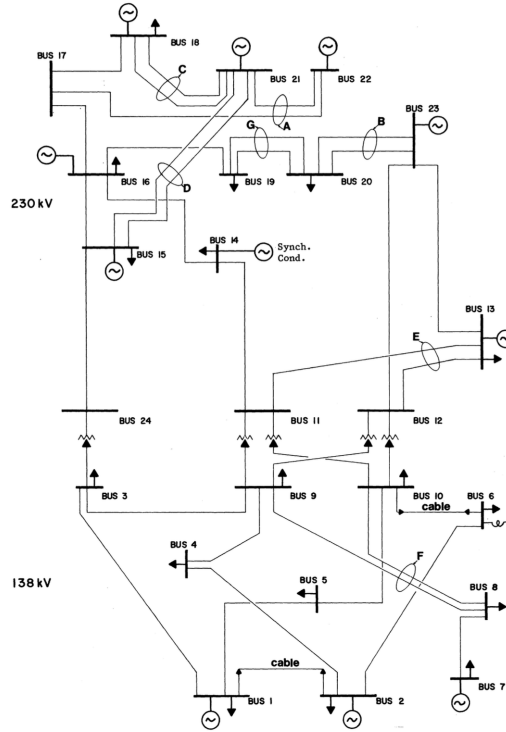 BUS 18
BUS 17
BUS 21
BUS 22
C
BUS 23
G
B
A
BUS 16
BUS 19
BUS 20
D
230 kV
BUS 14
Synch.
Cond.
BUS 15
BUS 13
E
BUS 24
BUS 11
BUS 12
BUS 3
BUS 9
BUS 10
BUS 6
cable
BUS 4
F
BUS 5
138 kV
BUS 8
cable
BUS 7
BUS 1
BUS 2